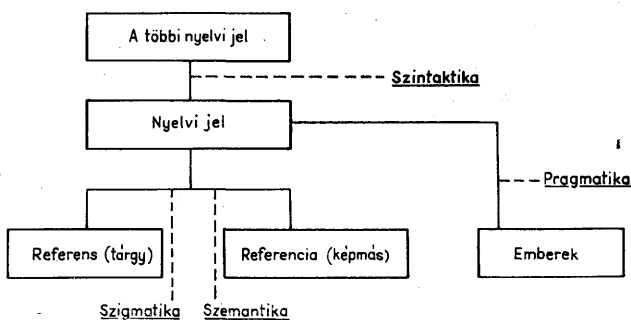 A többi nyelvi jel
Szintaktika
Nyelvi jel
Pragmatika
Referens (tárgy)
Referencia (képmás)
Emberek
Szigmatika
Szemantika